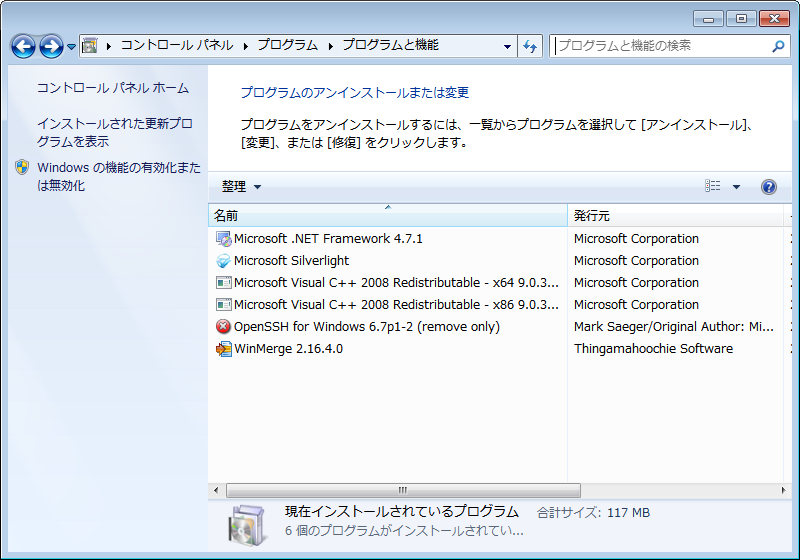 コントロール パネル ▸ プログラム ▸ プログラムと機能
プログラムと機能の検索
コントロール パネル ホーム
インストールされた更新プロ
グラムを表示
Windows の機能の有効化また
は無効化
プログラムのアンインストールまたは変更
プログラムをアンインストールするには、一覧からプログラムを選択して [アンインストール]、
[変更]、または [修復] をクリックします。
整理
名前 発行元
Microsoft .NET Framework 4.7.1 Microsoft Corporation
Microsoft Silverlight Microsoft Corporation
Microsoft Visual C++ 2008 Redistributable - x64 9.0.3... Microsoft Corporation
Microsoft Visual C++ 2008 Redistributable - x86 9.0.3... Microsoft Corporation
OpenSSH for Windows 6.7p1-2 (remove only) Mark Saeger/Original Author: Mi...
WinMerge 2.16.4.0 Thingamahoochie Software
現在インストールされているプログラム 合計サイズ: 117 MB
6 個のプログラムがインストールされてい...